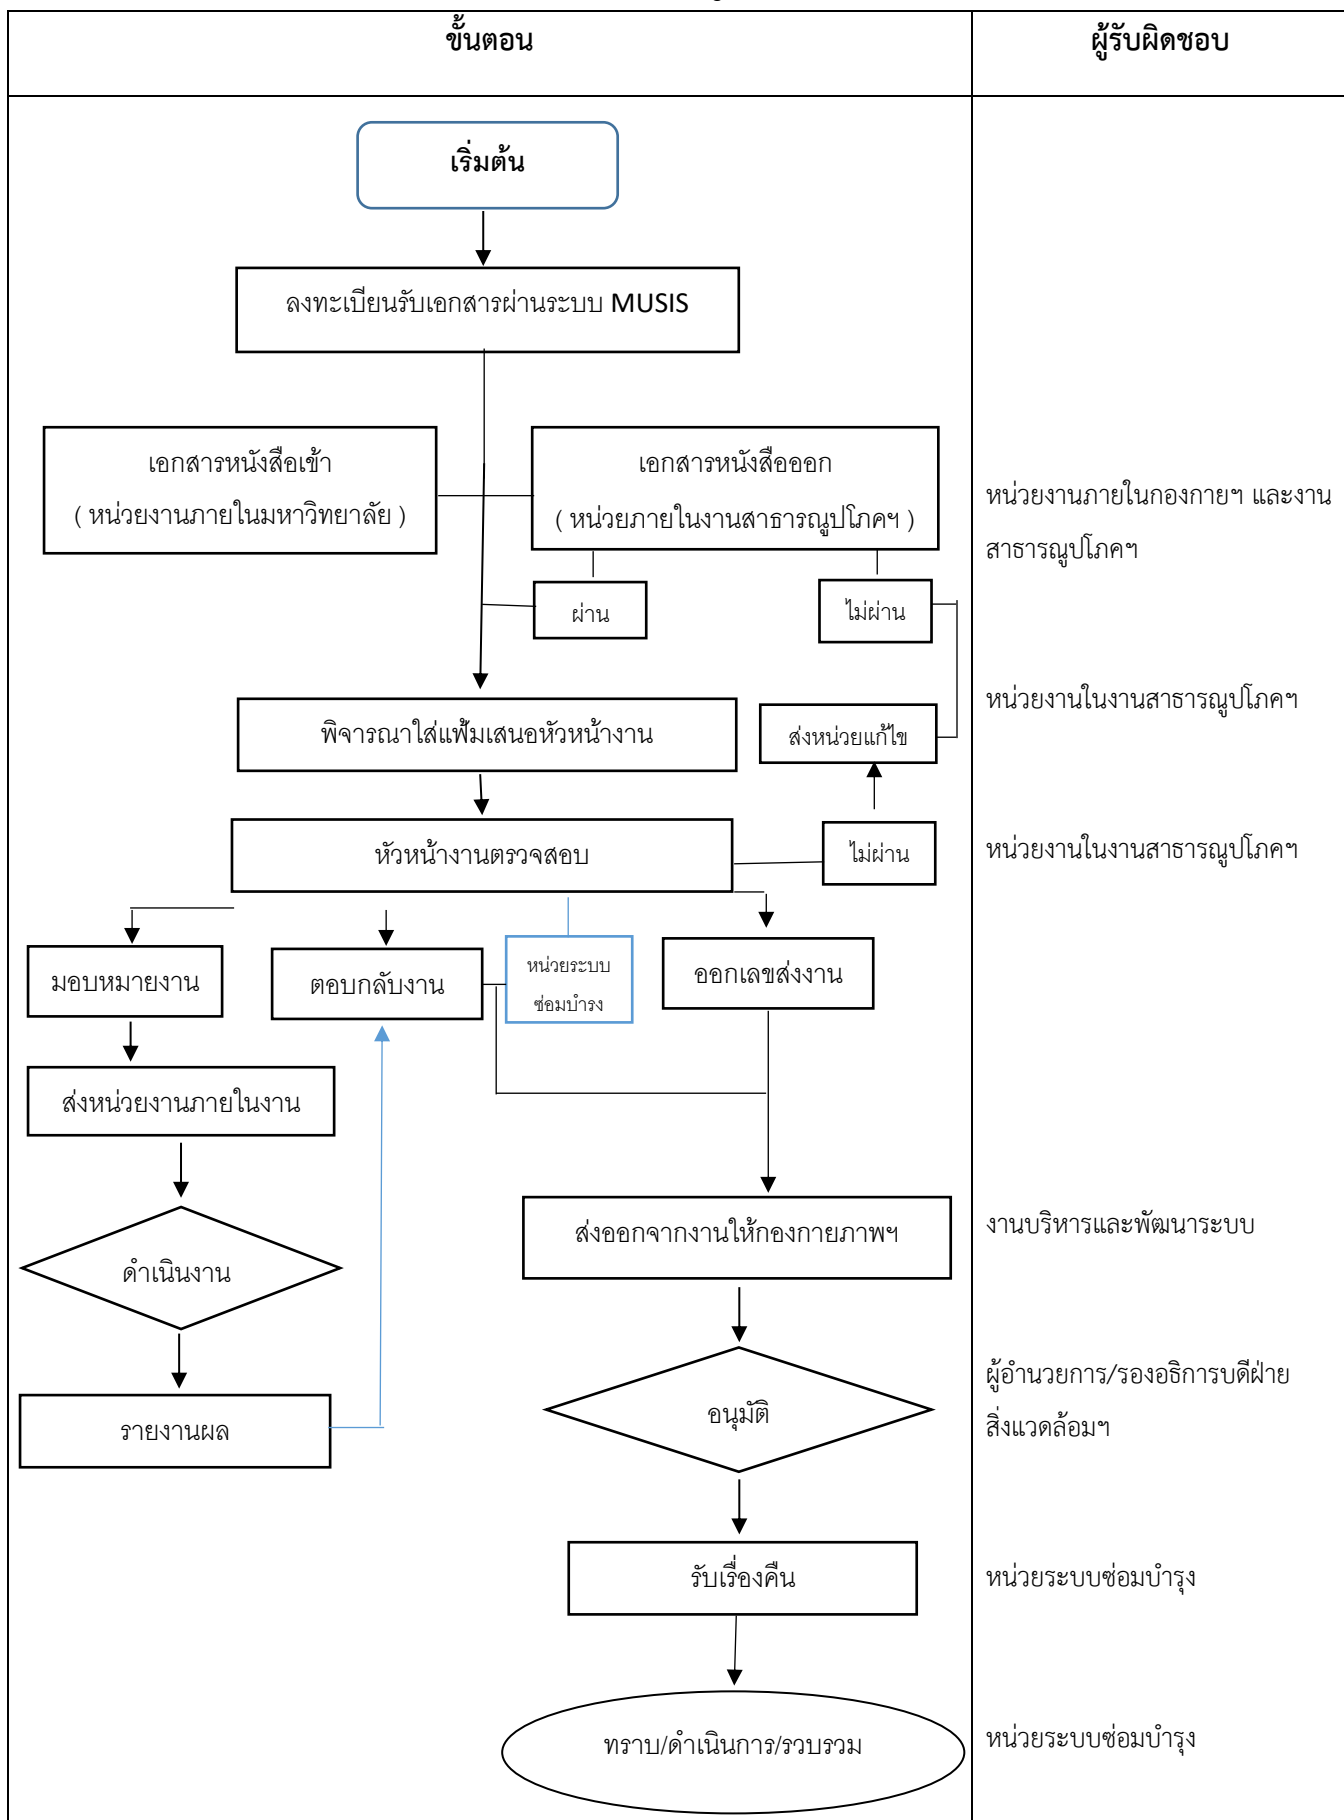 ขั้นตอน
ผู้รับผิดชอบ
เริ่มต้น
ลงทะเบียนรับเอกสารผ่านระบบ MUSIS
เอกสารหนังสือเข้า
( หน่วยงานภายในมหาวิทยาลัย )
เอกสารหนังสือออก
( หน่วยภายในงานสาธารณูปโภคฯ )
หน่วยงานภายในกองกายฯ และงาน
สาธารณูปโภคฯ
ผ่าน
ไม่ผ่าน
พิจารณาใส่แฟ้มเสนอหัวหน้างาน
ส่งหน่วยแก้ไข
หน่วยงานในงานสาธารณูปโภคฯ
หัวหน้างานตรวจสอบ
ไม่ผ่าน
หน่วยงานในงานสาธารณูปโภคฯ
มอบหมายงาน
ตอบกลับงาน
หน่วยระบบ
ซ่อมบำรง
ออกเลขส่งงาน
ส่งหน่วยงานภายในงาน
ส่งออกจากงานให้กองกายภาพฯ
งานบริหารและพัฒนาระบบ
ดำเนินงาน
อนุมัติ
ผู้อำนวยการ/รองอธิการบดีฝ่าย
สิ่งแวดล้อมฯ
รายงานผล
รับเรื่องคืน
หน่วยระบบซ่อมบำรุง
ทราบ/ดำเนินการ/รวบรวม
หน่วยระบบซ่อมบำรุง